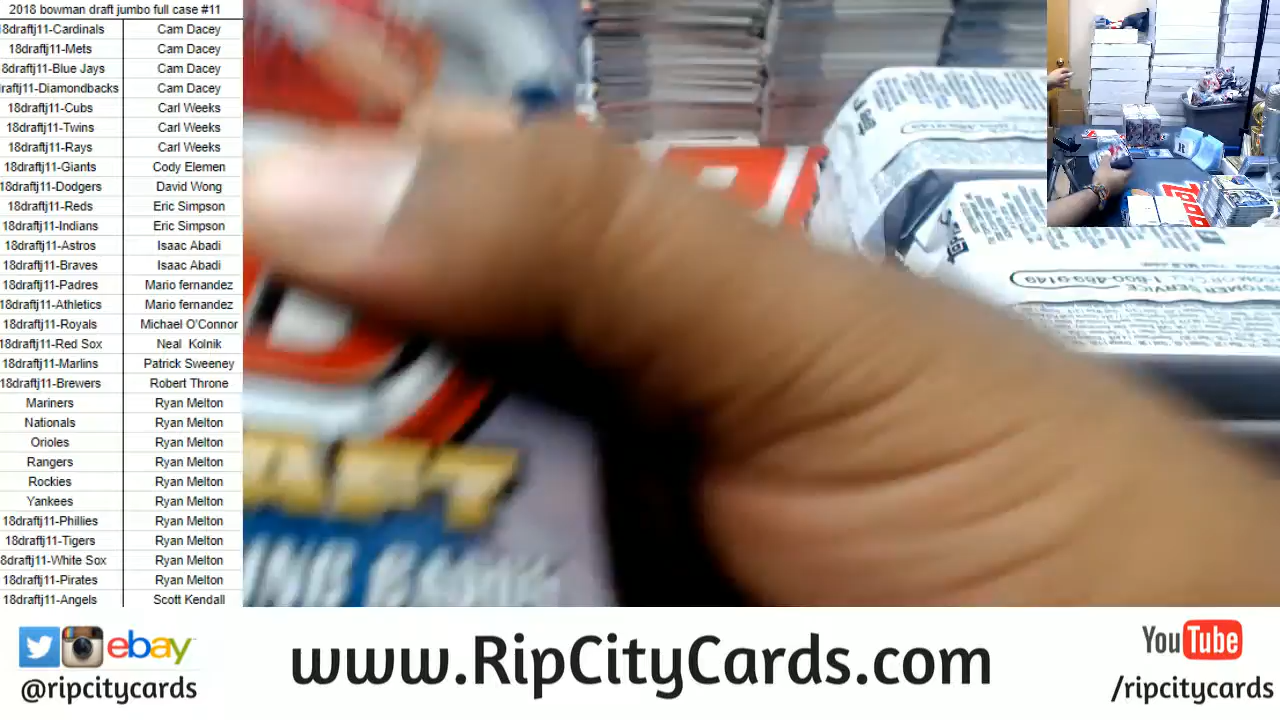 2018 bowman draft jumbo full case #11
18draftj11-Cardinals Cam Dacey
18draftj11-Mets Cam Dacey
8draftj11-Blue Jays Cam Dacey
raftj11-Diamondbacks Cam Dacey
18draftj11-Cubs Carl Weeks
18draftj11-Twins Carl Weeks
18draftj11-Rays Carl Weeks
18draftj11-Giants Cody Elemen
18draftj11-Dodgers David Wong
18draftj11-Reds Eric Simpson
18draftj11-Indians Eric Simpson
18draftj11-Astros Isaac Abadi
18draftj11-Braves Isaac Abadi
18draftj11-Padres Mario fernandez
18draftj11-Athletics Mario fernandez
18draftj11-Royals Michael O'Connor
18draftj11-Red Sox Neal Kolnik
18draftj11-Marlins Patrick Sweeney
18draftj11-Brewers Robert Throne
Mariners Ryan Melton
Nationals Ryan Melton
Orioles Ryan Melton
Rangers Ryan Melton
Rockies Ryan Melton
Yankees Ryan Melton
18draftj11-Phillies Ryan Melton
18draftj11-Tigers Ryan Melton
8draftj11-White Sox Ryan Melton
18draftj11-Pirates Ryan Melton
18draftj11-Angels Scott Kendall
CUSTOMER SERVICE
1-800-489-9149
ebay
@ripcitycards
www.RipCityCards.com
YouTube
/ripcitycards